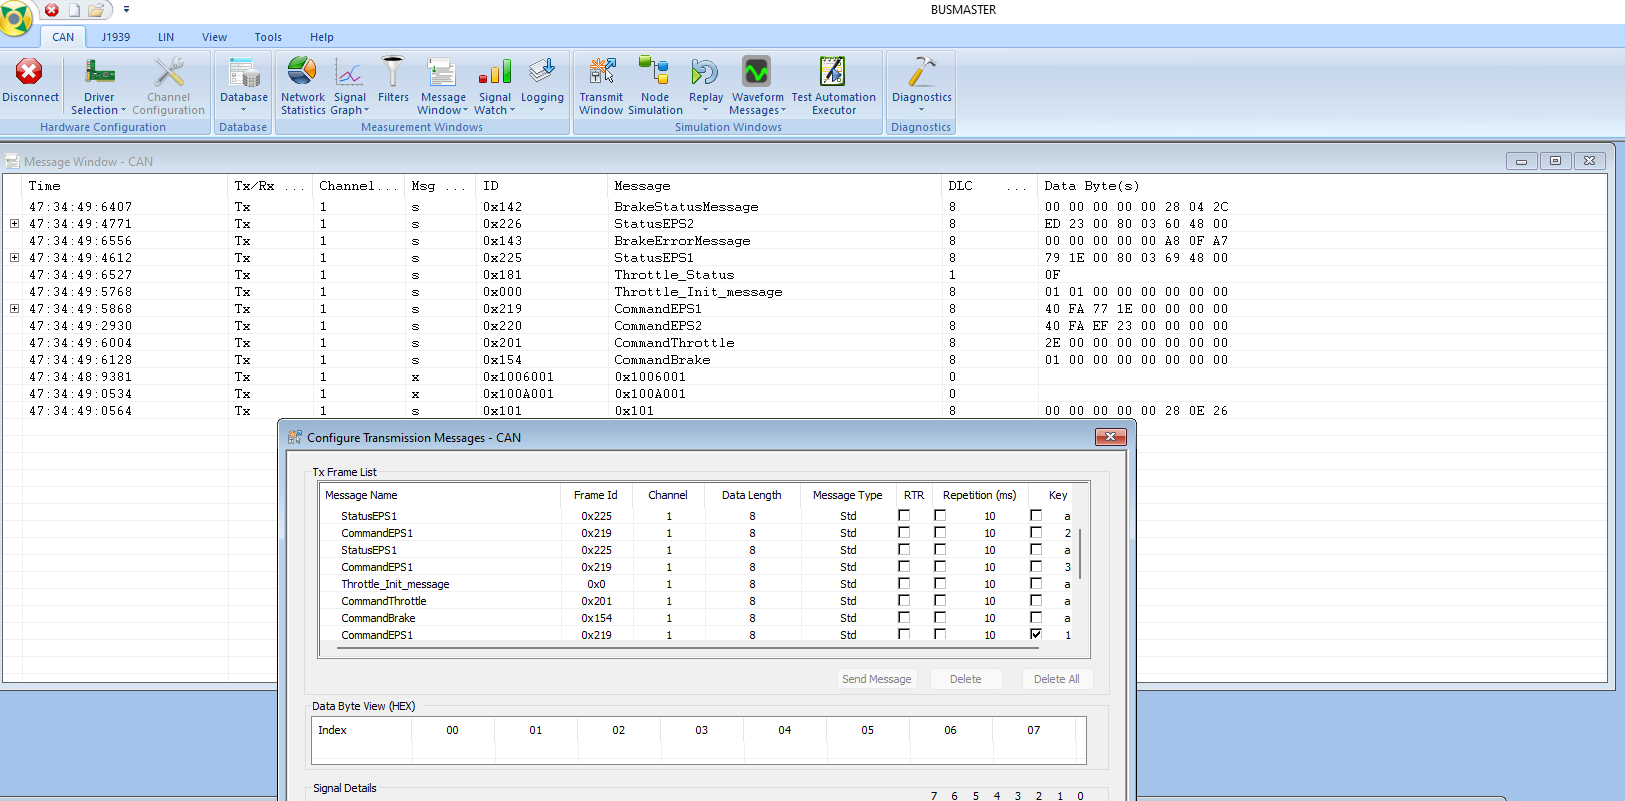 BUSMASTER
CAN J1939 LIN View Tools Help
Disconnect Driver Selection Channel Configuration Database Network Statistics Signal Graph Filters Message Window Signal Watch Logging Transmit Window Node Simulation Replay Waveform Messages Test Automation Executor Diagnostics
Hardware Configuration Database Measurement Windows Simulation Windows Diagnostics
Message Window - CAN
Time Tx/Rx ... Channel... Msg ... ID Message DLC ... Data Byte(s)
47:34:49:6407 Tx 1 s 0x142 BrakeStatusMessage 8 00 00 00 00 00 28 04 2C
47:34:49:4771 Tx 1 s 0x226 StatusEPS2 8 ED 23 00 80 03 60 48 00
47:34:49:6556 Tx 1 s 0x143 BrakeErrorMessage 8 00 00 00 00 00 A8 0F A7
47:34:49:4612 Tx 1 s 0x225 StatusEPS1 8 79 1E 00 80 03 69 48 00
47:34:49:6527 Tx 1 s 0x181 Throttle_Status 1 0F
47:34:49:5768 Tx 1 s 0x000 Throttle_Init_message 8 01 01 00 00 00 00 00 00
47:34:49:5868 Tx 1 s 0x219 CommandEPS1 8 40 FA 77 1E 00 00 00 00
47:34:49:2930 Tx 1 s 0x220 CommandEPS2 8 40 FA EF 23 00 00 00 00
47:34:49:6004 Tx 1 s 0x201 CommandThrottle 8 2E 00 00 00 00 00 00 00
47:34:49:6128 Tx 1 s 0x154 CommandBrake 8 01 00 00 00 00 00 00 00
47:34:48:9381 Tx 1 x 0x1006001 0x1006001 0
47:34:49:0534 Tx 1 x 0x100A001 0x100A001 0
47:34:49:0564 Tx 1 s 0x101 0x101 8 00 00 00 00 00 28 0E 26
Configure Transmission Messages - CAN
Tx Frame List
Message Name Frame Id Channel Data Length Message Type RTR Repetition (ms) Key
StatusEPS1 0x225 1 8 Std 10 a
CommandEPS1 0x219 1 8 Std 10 2
StatusEPS1 0x225 1 8 Std 10 a
CommandEPS1 0x219 1 8 Std 10 3
Throttle_Init_message 0x0 1 8 Std 10 a
CommandThrottle 0x201 1 8 Std 10 a
CommandBrake 0x154 1 8 Std 10 a
CommandEPS1 0x219 1 8 Std 10 1
Send Message Delete Delete All
Data Byte View (HEX)
Index 00 01 02 03 04 05 06 07
Signal Details
7 6 5 4 3 2 1 0